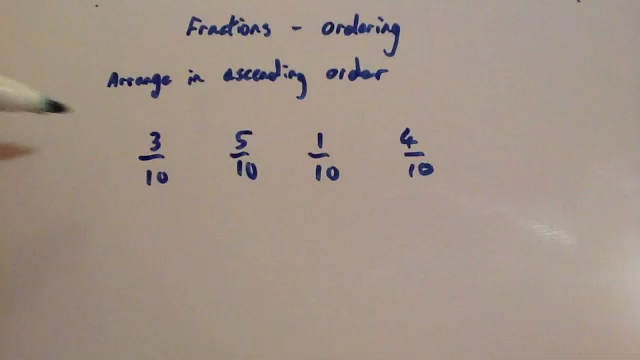 Fractions - ordering
Arrange in ascending order
3/10 5/10 1/10 4/10